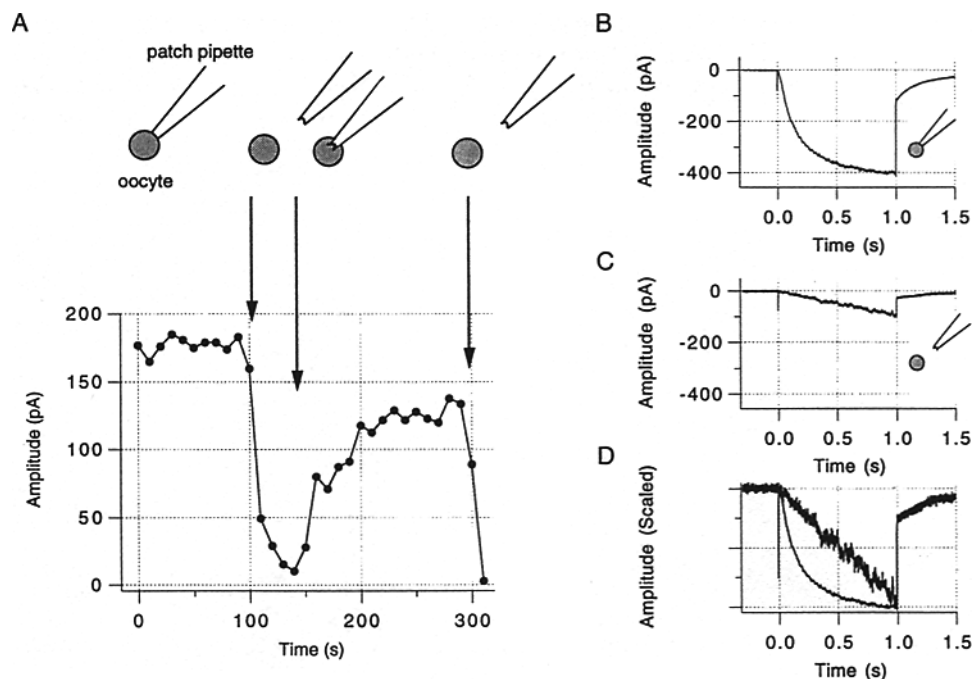 A
patch pipette
oocyte
200
150
100
50
0
Amplitude (pA)
0
100
200
300
Time (s)
B
0
-200
-400
Amplitude (pA)
0.0
0.5
1.0
1.5
Time (s)
C
0
-200
-400
Amplitude (pA)
0.0
0.5
1.0
1.5
Time (s)
D
Amplitude (Scaled)
0.0
0.5
1.0
1.5
Time (s)